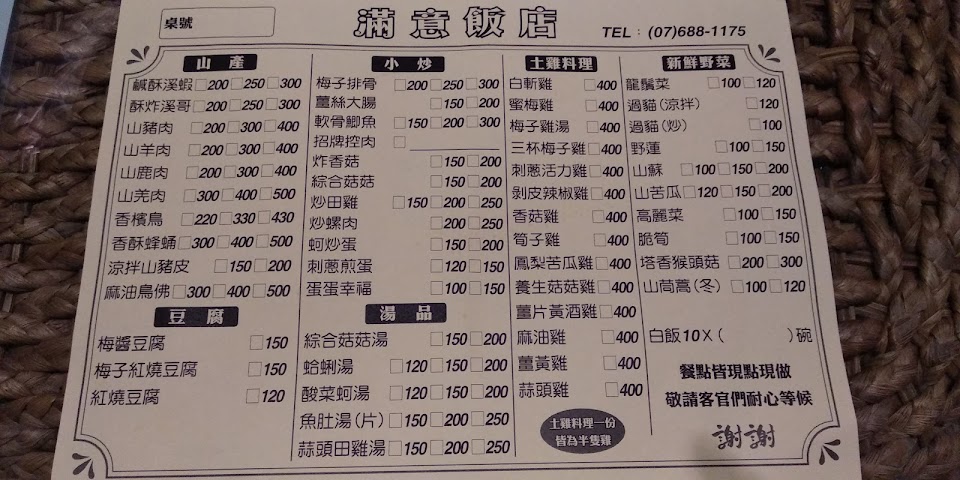 桌號
滿意飯店
TEL：(07)688-1175
山產
鹹酥溪蝦□200□250□300
酥炸溪哥□200□250□300
山豬肉□200□300□400
山羊肉□200□300□400
山鹿肉□200□300□400
山羌肉□300□400□500
香檳鳥□220□330□430
香酥蜂蛹□300□400□500
涼拌山豬皮□150□200
麻油鳥佛□300□400□500
豆腐
梅醬豆腐□150
梅子紅燒豆腐□150
紅燒豆腐□120
小炒
梅子排骨□200□250□300
薑絲大腸□150□200
軟骨鯽魚□150□200□300
招牌控肉□
炸香菇□150□200
綜合菇菇□150□200
炒田雞□150□200□250
炒螺肉□200□250
蚵炒蛋□150□200
刺蔥煎蛋□120□150
蛋蛋幸福□100□150
湯品
綜合菇菇湯□150□200
蛤蜊湯□120□150□200
酸菜蚵湯□120□150□200
魚肚湯(片)□150□200□250
蒜頭田雞湯□150□200□250
土雞料理
白斬雞□400
蜜梅雞□400
梅子雞湯□400
三杯梅子雞□400
刺蔥活力雞□400
剝皮辣椒雞□400
香菇雞□400
筍子雞□400
鳳梨苦瓜雞□400
養生菇菇雞□400
薑片黃酒雞□400
麻油雞□400
薑黃雞□400
蒜頭雞□400
土雞料理一份
皆為半隻雞
新鮮野菜
龍鬚菜□100□120
過貓(涼拌)□120
過貓(炒)□100
野蓮□100□150
山蘇□100□150□200
山苦瓜□120□150□200
高麗菜□100□150
脆筍□100□150
塔香猴頭菇□200□300
山茼蒿(冬)□100□120
白飯10X(　　　)碗
餐點皆現點現做
敬請客官們耐心等候
謝謝